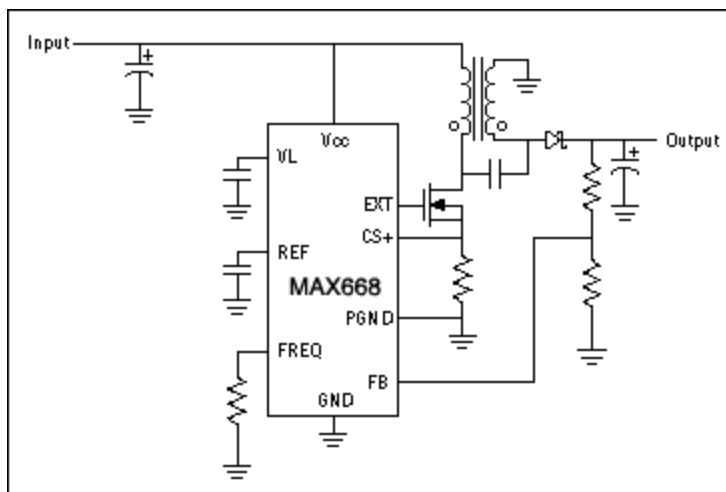 Input
Output
VCC
VL
EXT
CS+
REF
MAX668
PGND
FREQ
FB
GND
+
+